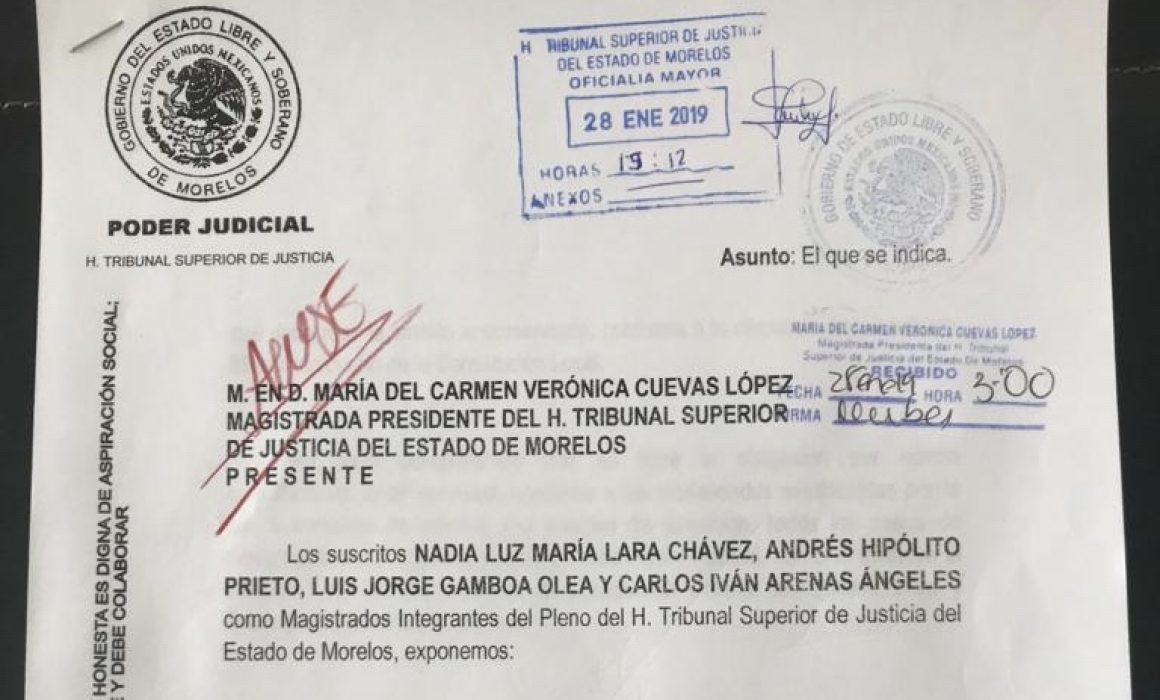 GOBIERNO DEL ESTADO LIBRE Y SOBERANO
DE MORELOS
ESTADOS UNIDOS MEXICANOS
PODER JUDICIAL
H. TRIBUNAL SUPERIOR DE JUSTICIA
H TRIBUNAL SUPERIOR DE JUSTI
DEL ESTADO DE MORELOS
OFICIALIA MAYOR
28 ENE 2019
HORAS 19:12
ANEXOS
GOBIERNO DE ESTADO LIBRE Y SOBERANO
Asunto: El que se indica.
MARIA DEL CARMEN VERONICA CUEVAS LOPEZ
Magistrada Presidenta del H. Tribunal
Superior de Justicia del Estado De Morelos
RECIBIDO
FECHA 28 ene 19 HORA 3:00
FIRMA
M. EN D. MARÍA DEL CARMEN VERÓNICA CUEVAS LÓPEZ
MAGISTRADA PRESIDENTE DEL H. TRIBUNAL SUPERIOR
DE JUSTICIA DEL ESTADO DE MORELOS
P R E S E N T E
Los suscritos NADIA LUZ MARÍA LARA CHÁVEZ, ANDRÉS HIPÓLITO
PRIETO, LUIS JORGE GAMBOA OLEA Y CARLOS IVÁN ARENAS ÁNGELES
como Magistrados Integrantes del Pleno del H. Tribunal Superior de Justicia del
Estado de Morelos, exponemos:
HONESTA ES DIGNA DE ASPIRACIÓN SOCIAL;
Y DEBE COLABORAR